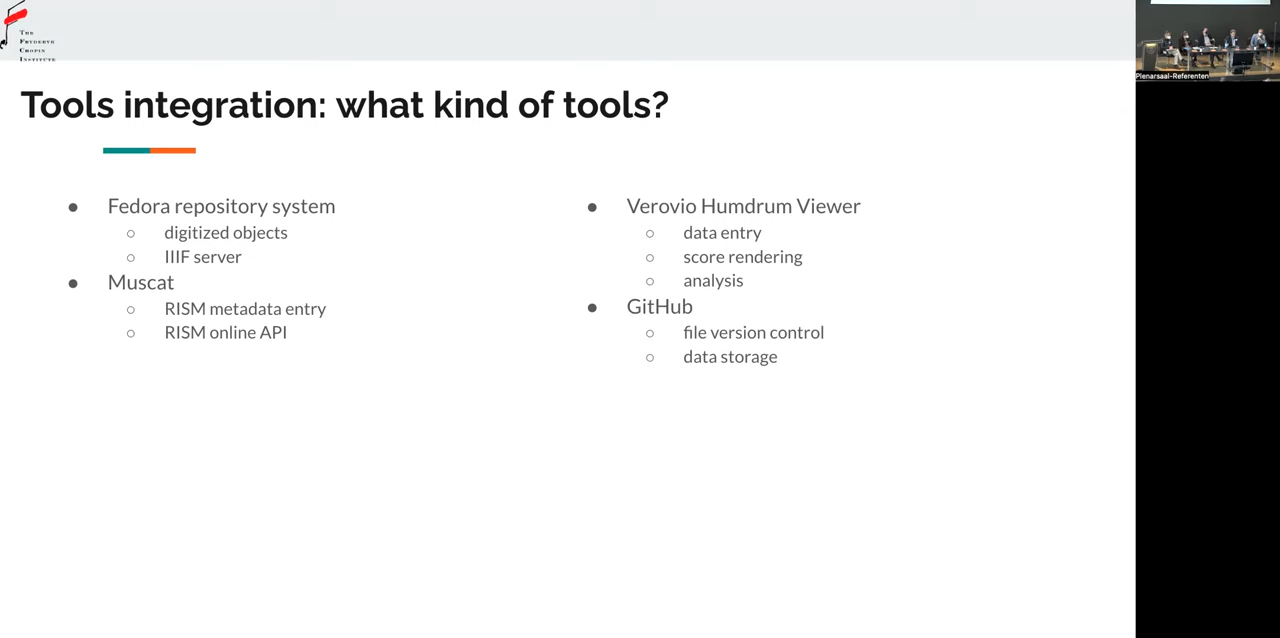 The
Fryderyk
Chopin
Institute
Plenarsaal-Referenten
Tools integration: what kind of tools?
● Fedora repository system
○ digitized objects
○ IIIF server
● Muscat
○ RISM metadata entry
○ RISM online API
● Verovio Humdrum Viewer
○ data entry
○ score rendering
○ analysis
● GitHub
○ file version control
○ data storage